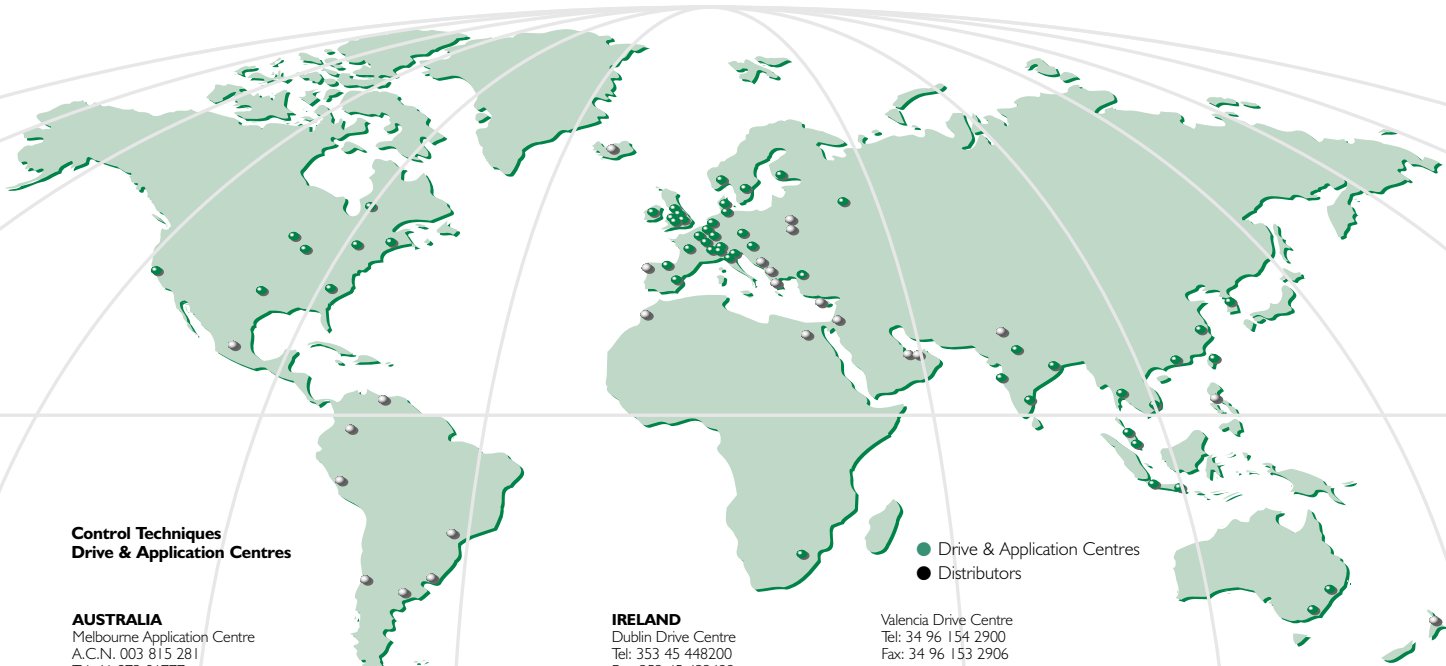 Control Techniques
Drive & Application Centres
Drive & Application Centres
Distributors
AUSTRALIA
Melbourne Application Centre
A.C.N. 003 815 281
IRELAND
Dublin Drive Centre
Tel: 353 45 448200
Valencia Drive Centre
Tel: 34 96 154 2900
Fax: 34 96 153 2906